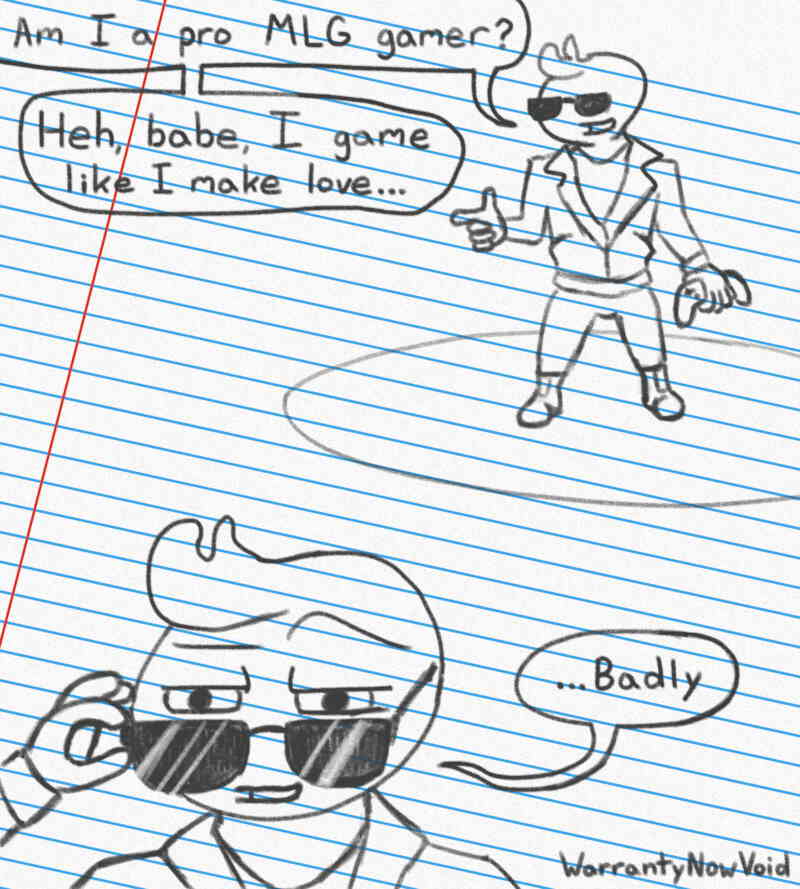 Am I a pro MLG gamer?
Heh, babe, I game
like I make love...
...Badly
WarrantyNowVoid